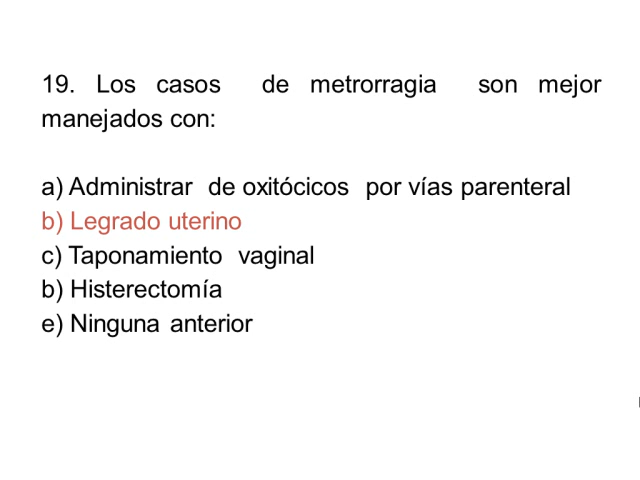 19. Los casos de metrorragia son mejor
manejados con:
a) Administrar de oxitócicos por vías parenteral
b) Legrado uterino
c) Taponamiento vaginal
b) Histerectomía
e) Ninguna anterior